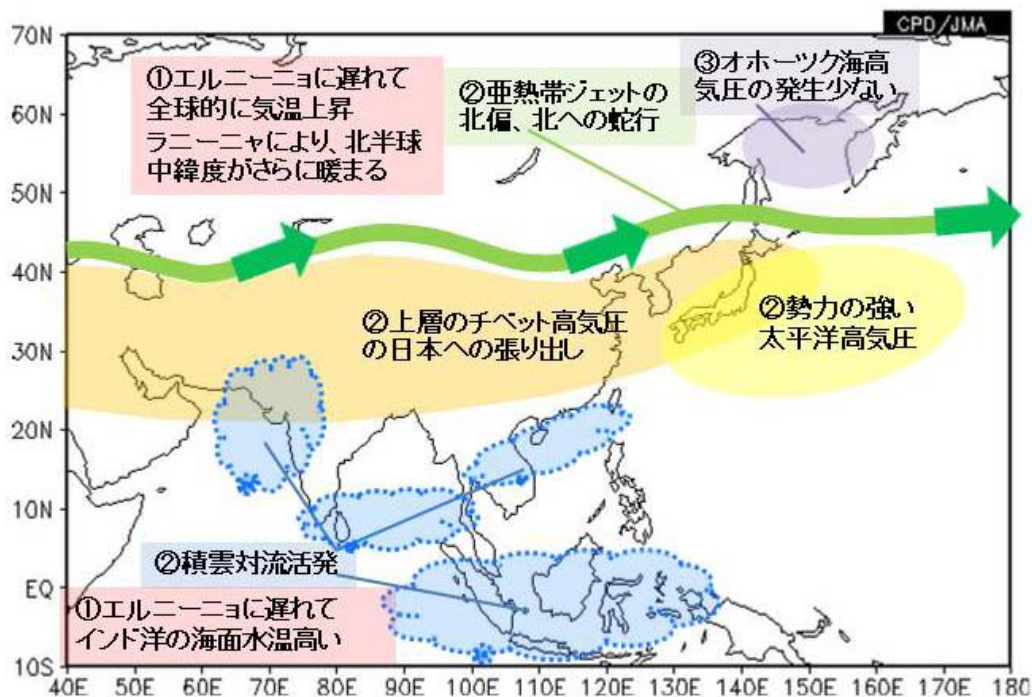 CPD/JMA
70N
60N
50N
40N
30N
20N
10N
EQ
10S
①エルニーニョに遅れて
全球的に気温上昇
ラニーニャにより、北半球
中緯度がさらに暖まる
②亜熱帯ジェットの
北偏、北への蛇行
③オホーツク海高
気圧の発生少ない
②上層のチベット高気圧
の日本への張り出し
②勢力の強い
太平洋高気圧
②積雲対流活発
①エルニーニョに遅れて
インド洋の海面水温高い
40E 50E 60E 70E 80E 90E 100E 110E 120E 130E 140E 150E 160E 170E 180